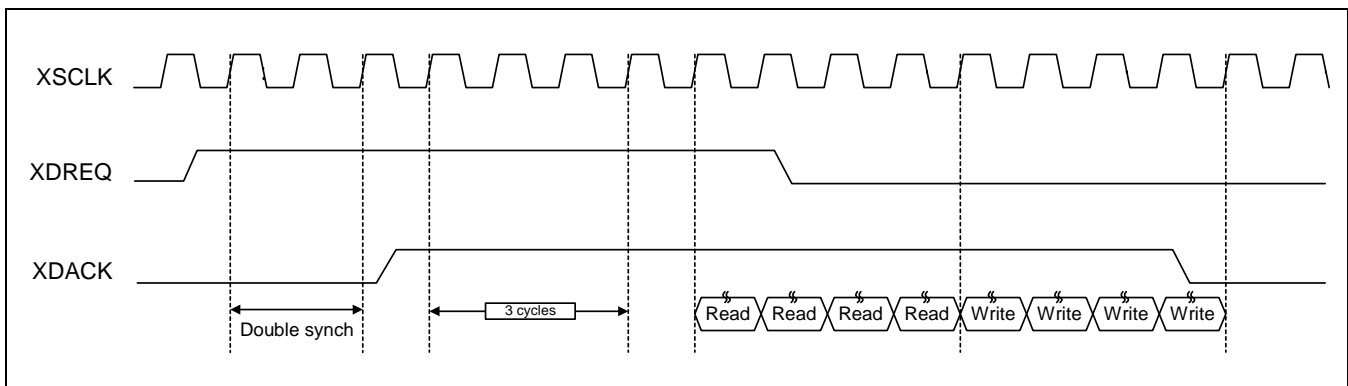 XSCLK
XDREQ
XDACK
3 cycles
Read Read Read Read Write Write Write Write
Double synch